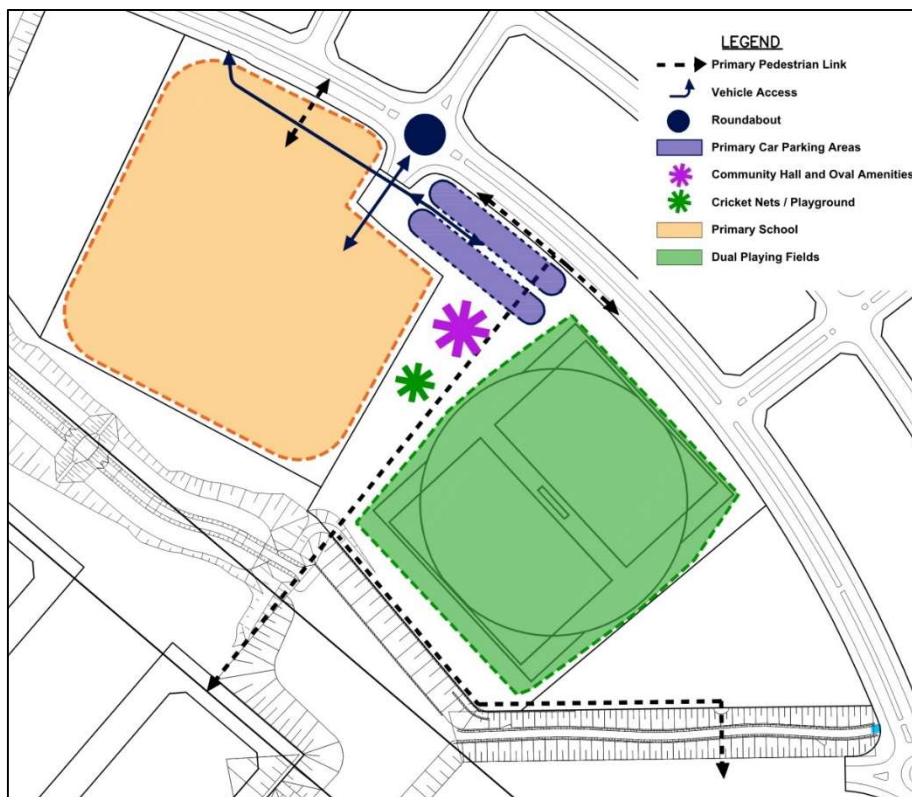 LEGEND
Primary Pedestrian Link
Vehicle Access
Roundabout
Primary Car Parking Areas
Community Hall and Oval Amenities
Cricket Nets / Playground
Primary School
Dual Playing Fields